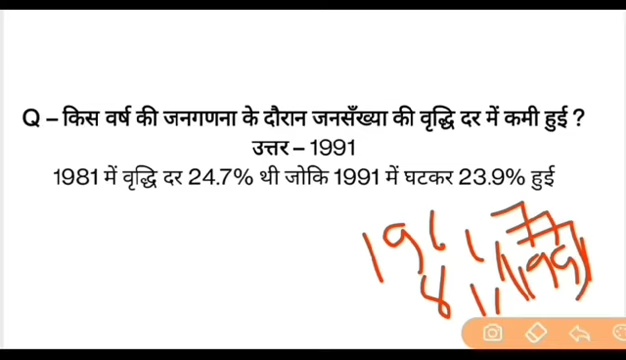 Q – किस वर्ष की जनगणना के दौरान जनसँख्या की वृद्धि दर में कमी हुई ?
उत्तर – 1991
1981 में वृद्धि दर 24.7% थी जोकि 1991 में घटकर 23.9% हुई